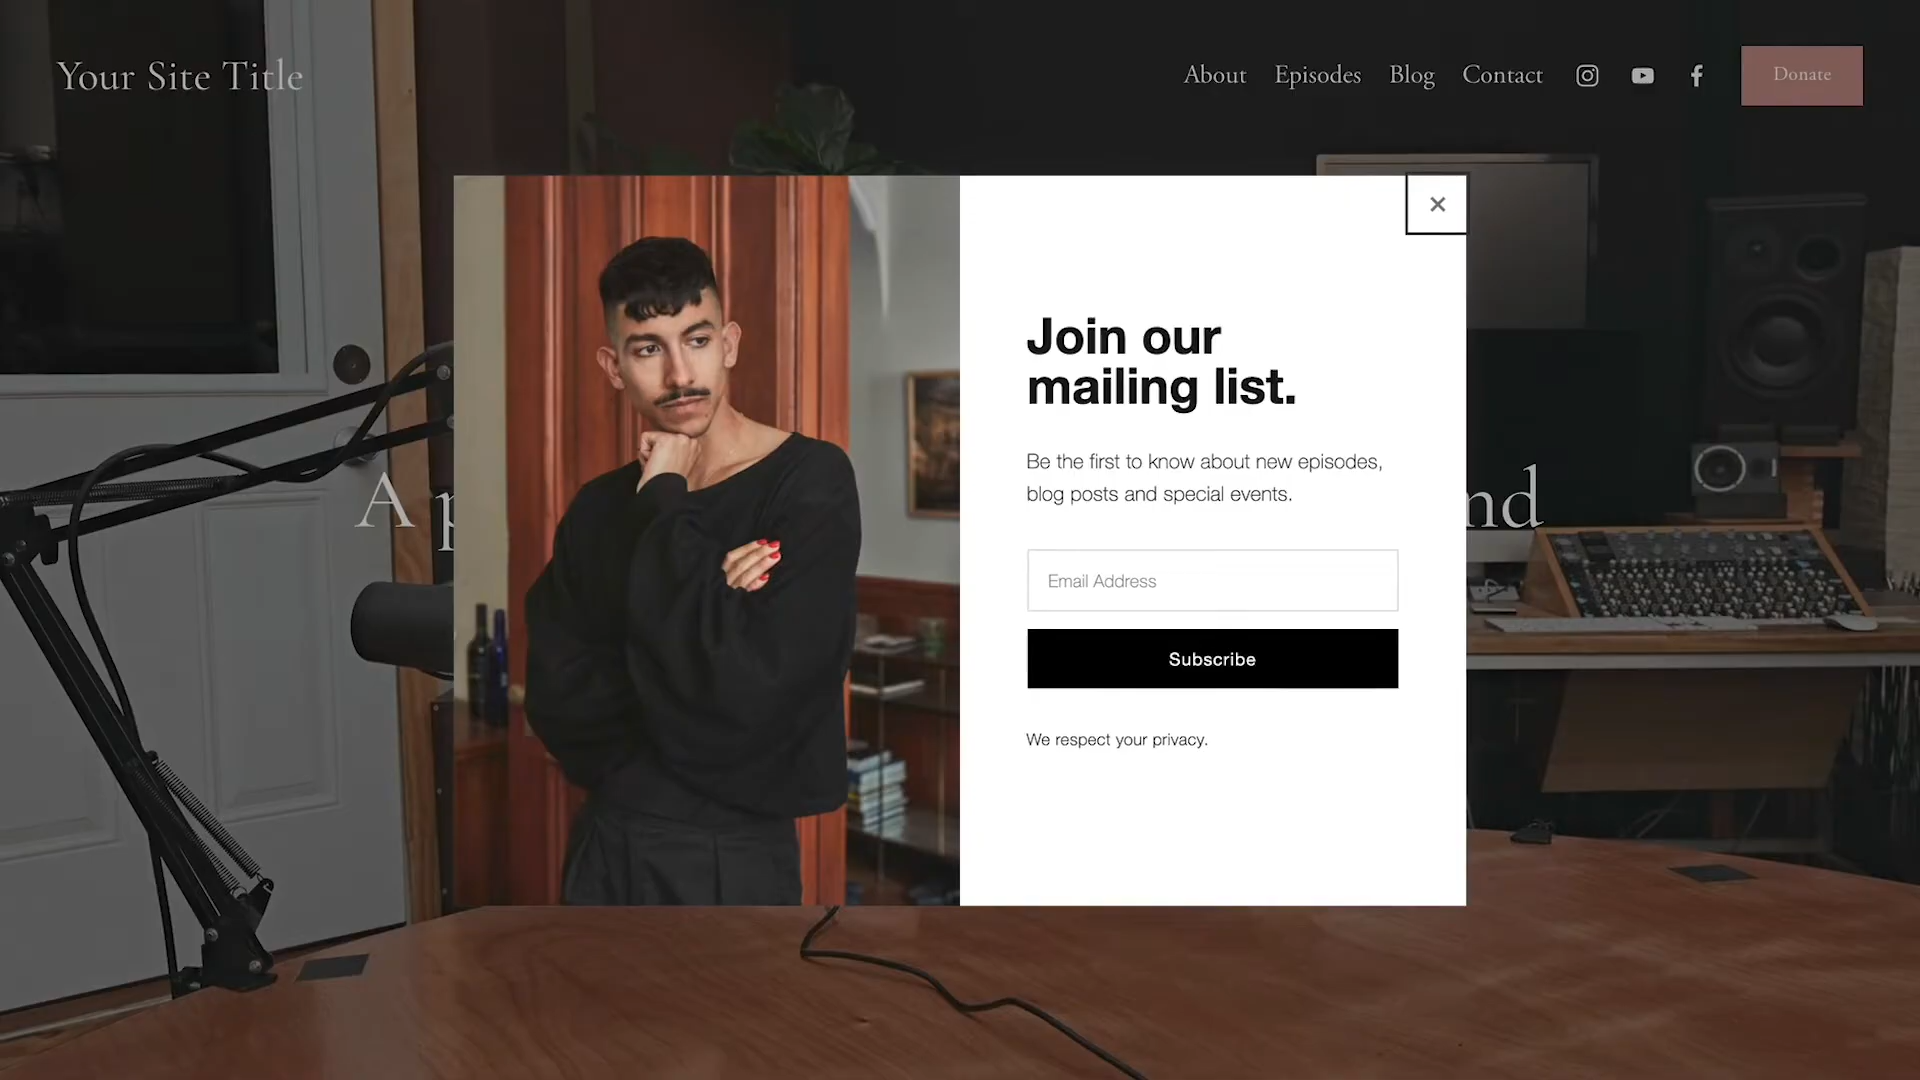 Your Site Title
About Episodes Blog Contact Donate
Join our
mailing list.
Be the first to know about new episodes,
blog posts and special events.
A
nd
Email Address
Subscribe
We respect your privacy.